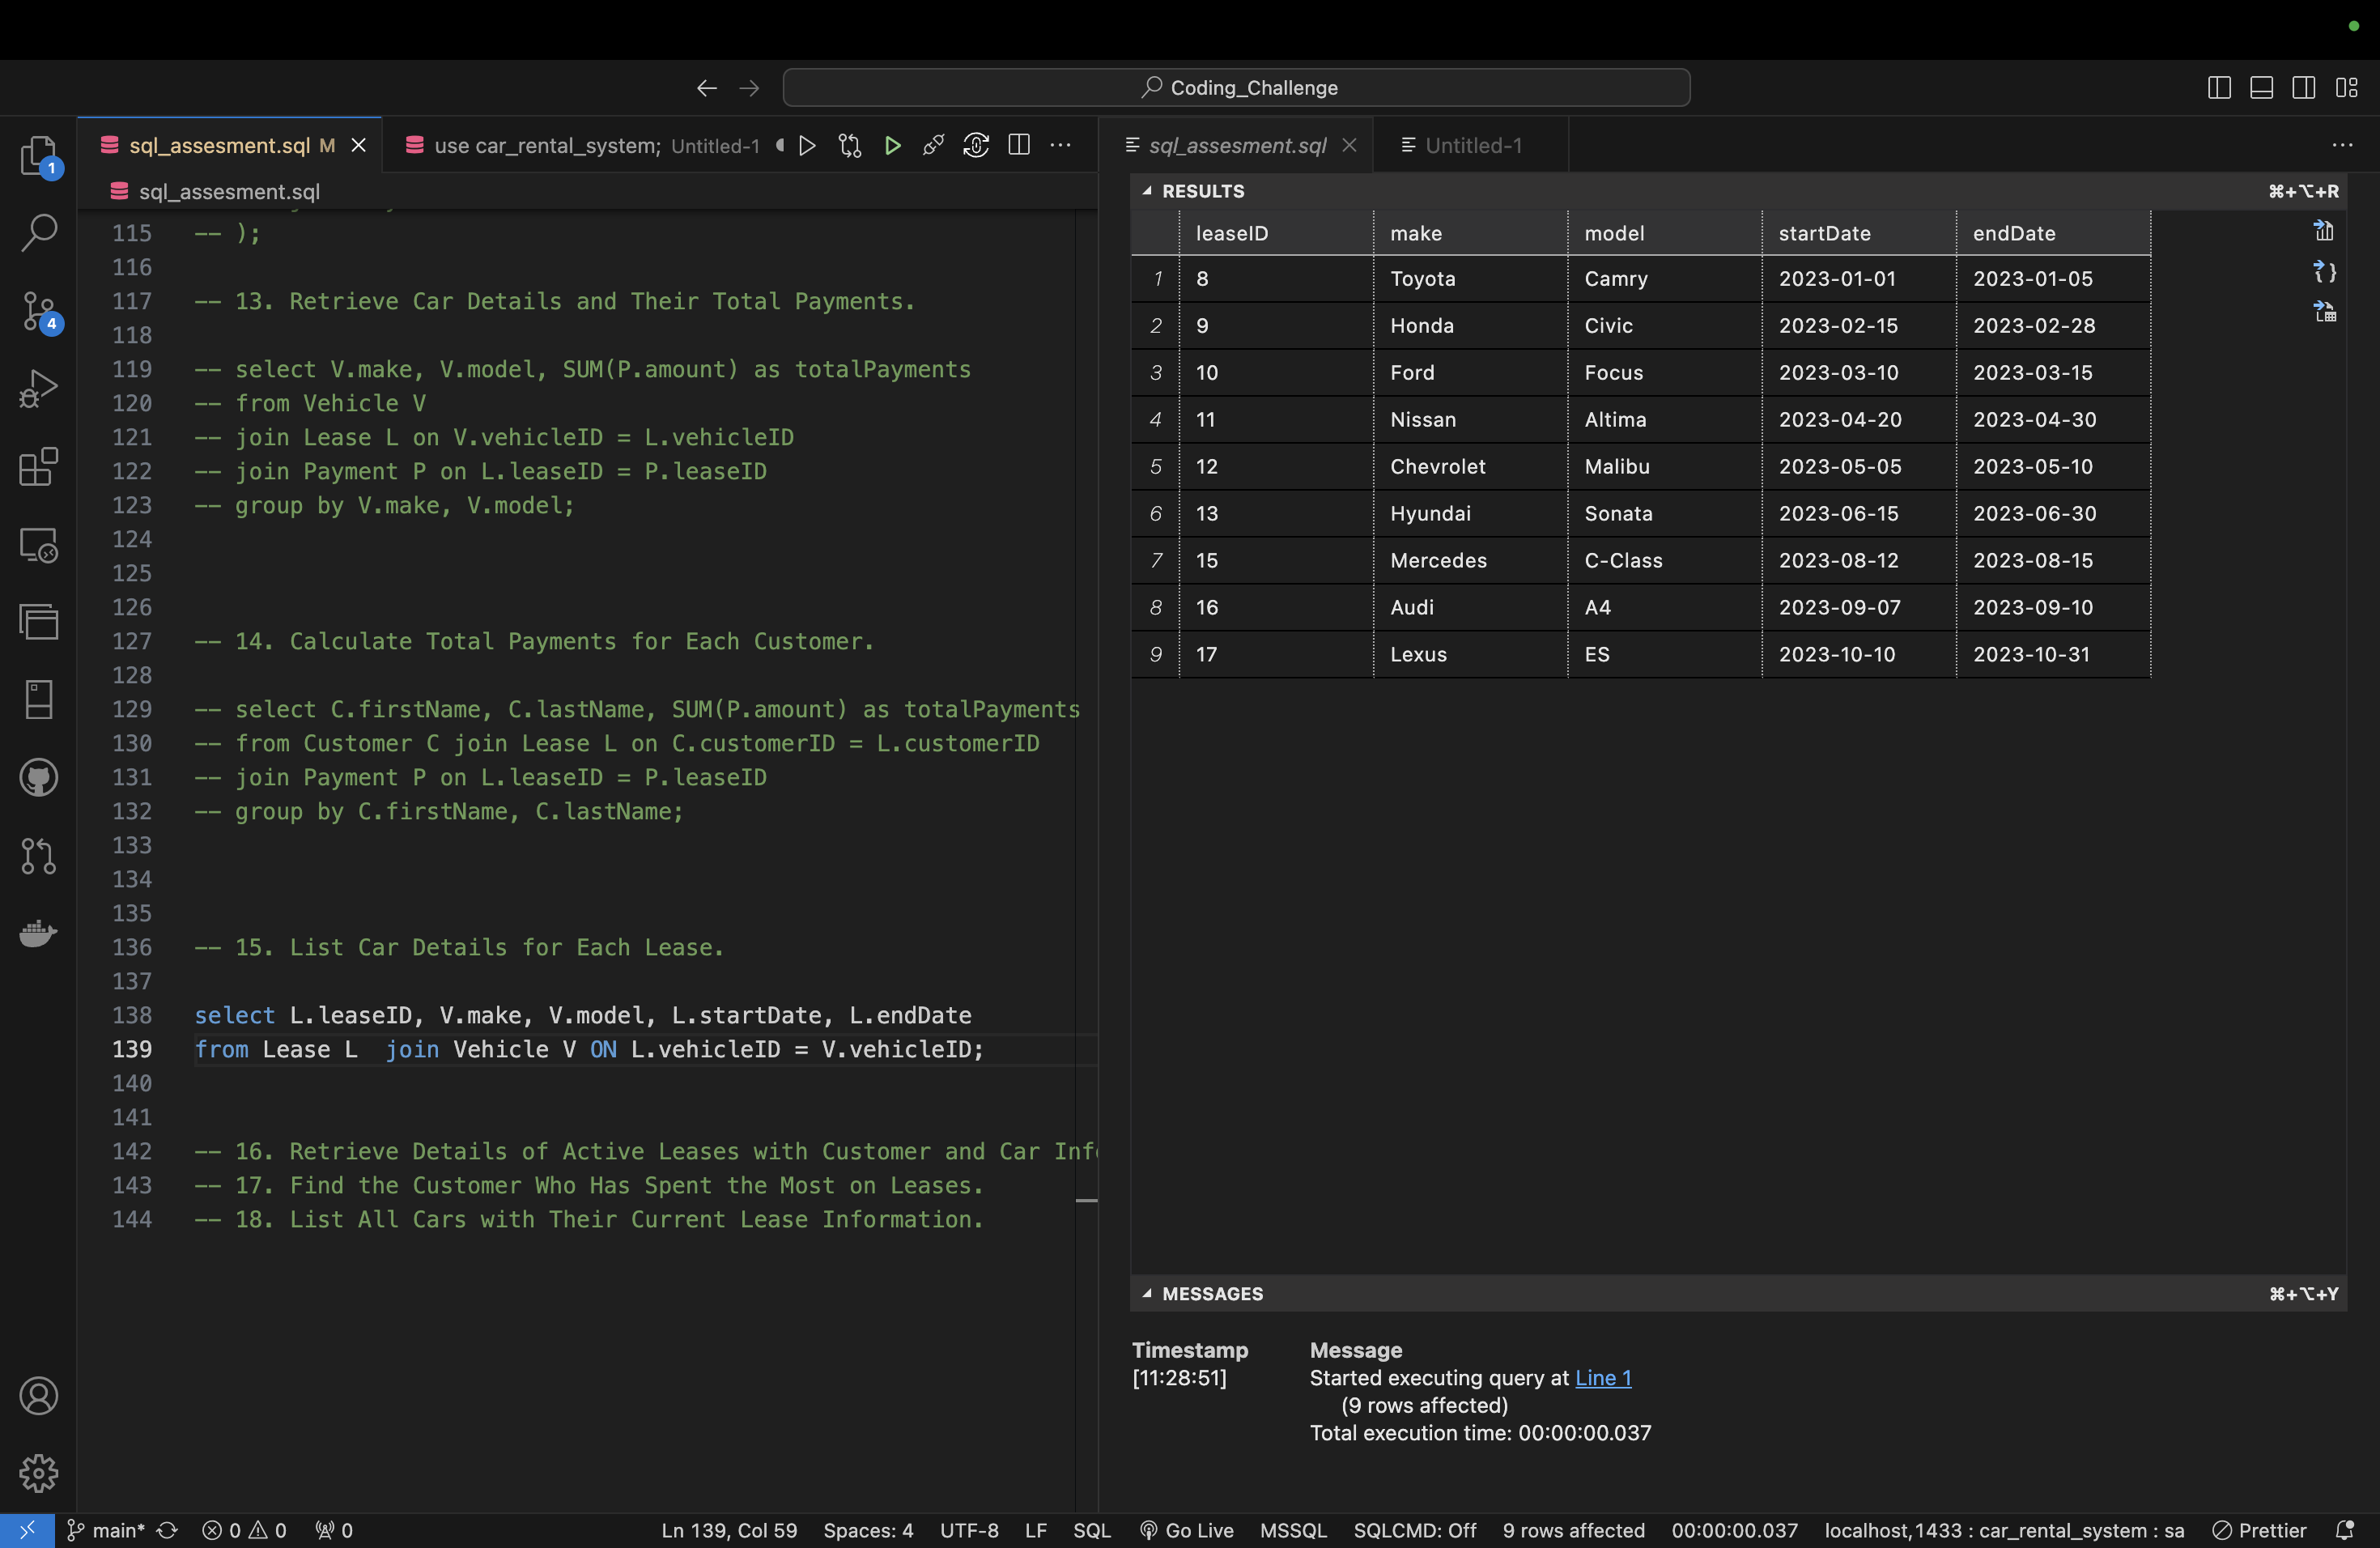 Coding_Challenge
sql_assesment.sql M
use car_rental_system; Untitled-1
sql_assesment.sql
115 -- );
116
117 -- 13. Retrieve Car Details and Their Total Payments.
118
119 -- select V.make, V.model, SUM(P.amount) as totalPayments
120 -- from Vehicle V
121 -- join Lease L on V.vehicleID = L.vehicleID
122 -- join Payment P on L.leaseID = P.leaseID
123 -- group by V.make, V.model;
124
125
126
127 -- 14. Calculate Total Payments for Each Customer.
128
129 -- select C.firstName, C.lastName, SUM(P.amount) as totalPayments
130 -- from Customer C join Lease L on C.customerID = L.customerID
131 -- join Payment P on L.leaseID = P.leaseID
132 -- group by C.firstName, C.lastName;
133
134
135
136 -- 15. List Car Details for Each Lease.
137
138 select L.leaseID, V.make, V.model, L.startDate, L.endDate
139 from Lease L  join Vehicle V ON L.vehicleID = V.vehicleID;
140
141
142 -- 16. Retrieve Details of Active Leases with Customer and Car Inf
143 -- 17. Find the Customer Who Has Spent the Most on Leases.
144 -- 18. List All Cars with Their Current Lease Information.
1
4
sql_assesment.sql
Untitled-1
RESULTS ⌘+⌥+R
leaseID make model startDate endDate
1 8 Toyota Camry 2023-01-01 2023-01-05
2 9 Honda Civic 2023-02-15 2023-02-28
3 10 Ford Focus 2023-03-10 2023-03-15
4 11 Nissan Altima 2023-04-20 2023-04-30
5 12 Chevrolet Malibu 2023-05-05 2023-05-10
6 13 Hyundai Sonata 2023-06-15 2023-06-30
7 15 Mercedes C-Class 2023-08-12 2023-08-15
8 16 Audi A4 2023-09-07 2023-09-10
9 17 Lexus ES 2023-10-10 2023-10-31
MESSAGES ⌘+⌥+Y
Timestamp Message
[11:28:51] Started executing query at Line 1
(9 rows affected)
Total execution time: 00:00:00.037
main* 0 0 0 Ln 139, Col 59 Spaces: 4 UTF-8 LF SQL Go Live MSSQL SQLCMD: Off 9 rows affected 00:00:00.037 localhost,1433 : car_rental_system : sa Prettier